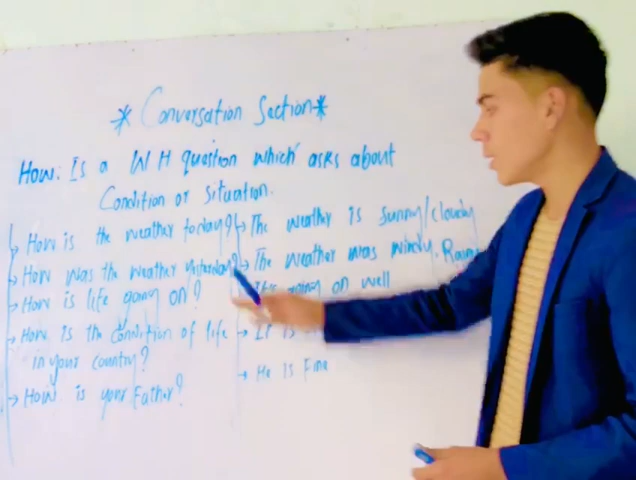 *Conversation Section*
How: Is a WH question which asks about
Condition or Situation.
→ How is the weather today?
→ How was the weather yesterday?
→ How is life going on?
→ How is the Condition of life
in your country?
→ How is your Father?
→ The weather is sunny/cloudy
→ The weather was windy, Rainy
going on well
→ It is
→ He is Fine